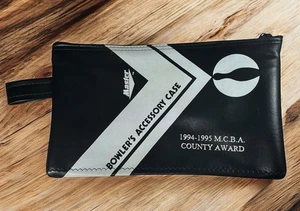 Master
BOWLER'S ACCESSORY CASE
1994-1995 M.C.B.A.
COUNTY AWARD